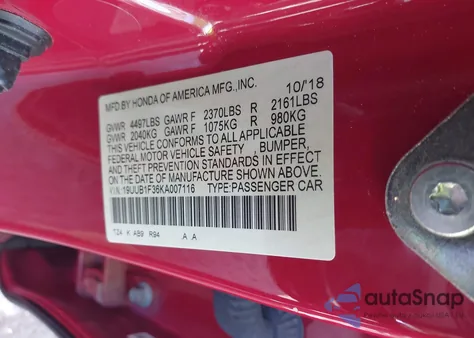 MFD.BY HONDA OF AMERICA MFG.,INC. 10/'18
GVWR 4497LBS GAWR F 2370LBS R 2161LBS
GVWR 2040KG GAWR F 1075KG R 980KG
THIS VEHICLE CONFORMS TO ALL APPLICABLE
FEDERAL MOTOR VEHICLE SAFETY , BUMPER,
AND THEFT PREVENTION STANDARDS IN EFFECT
ON THE DATE OF MANUFACTURE SHOWN ABOVE.
V.I.N.:19UUB1F36KA007116 TYPE:PASSENGER CAR
TZA K AB9 R94 .A .A
autoSnap